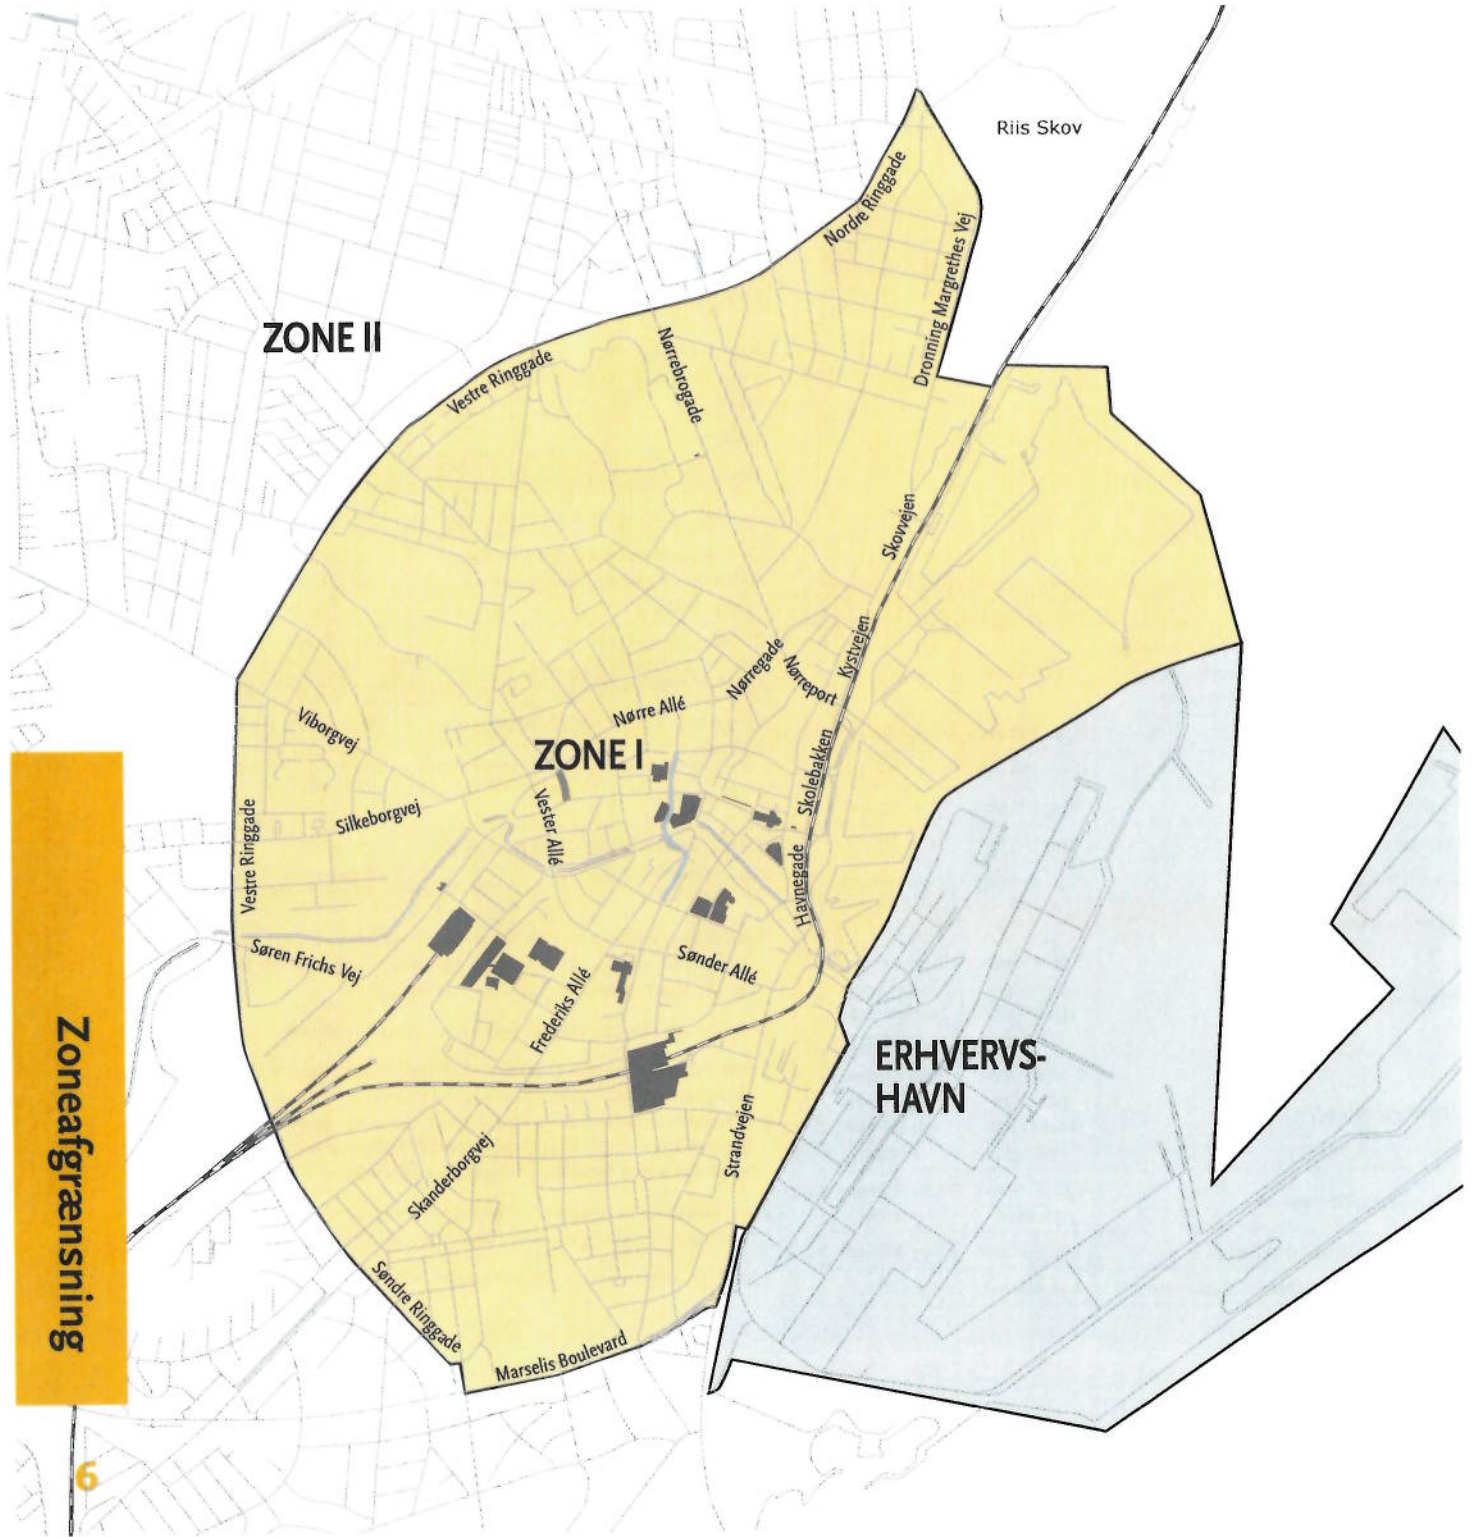 Riis Skov
Nordre Ringgade
Dronning Margrethes Vej
ZONE II
Vestre Ringgade
Nørrebrogade
Skovvejen
Kystvejen
Nørregade
Nørreport
Nørre Allé
Viborgvej
ZONE I
Skolebakken
Vester Allé
Silkeborgvej
Vestre Ringgade
Havnegade
Søren Frichs Vej
Sønder Allé
Frederiks Allé
ERHVERVS-
HAVN
Strandvejen
Skanderborgvej
Søndre Ringgade
Marselis Boulevard
Zoneafgrænsning
6